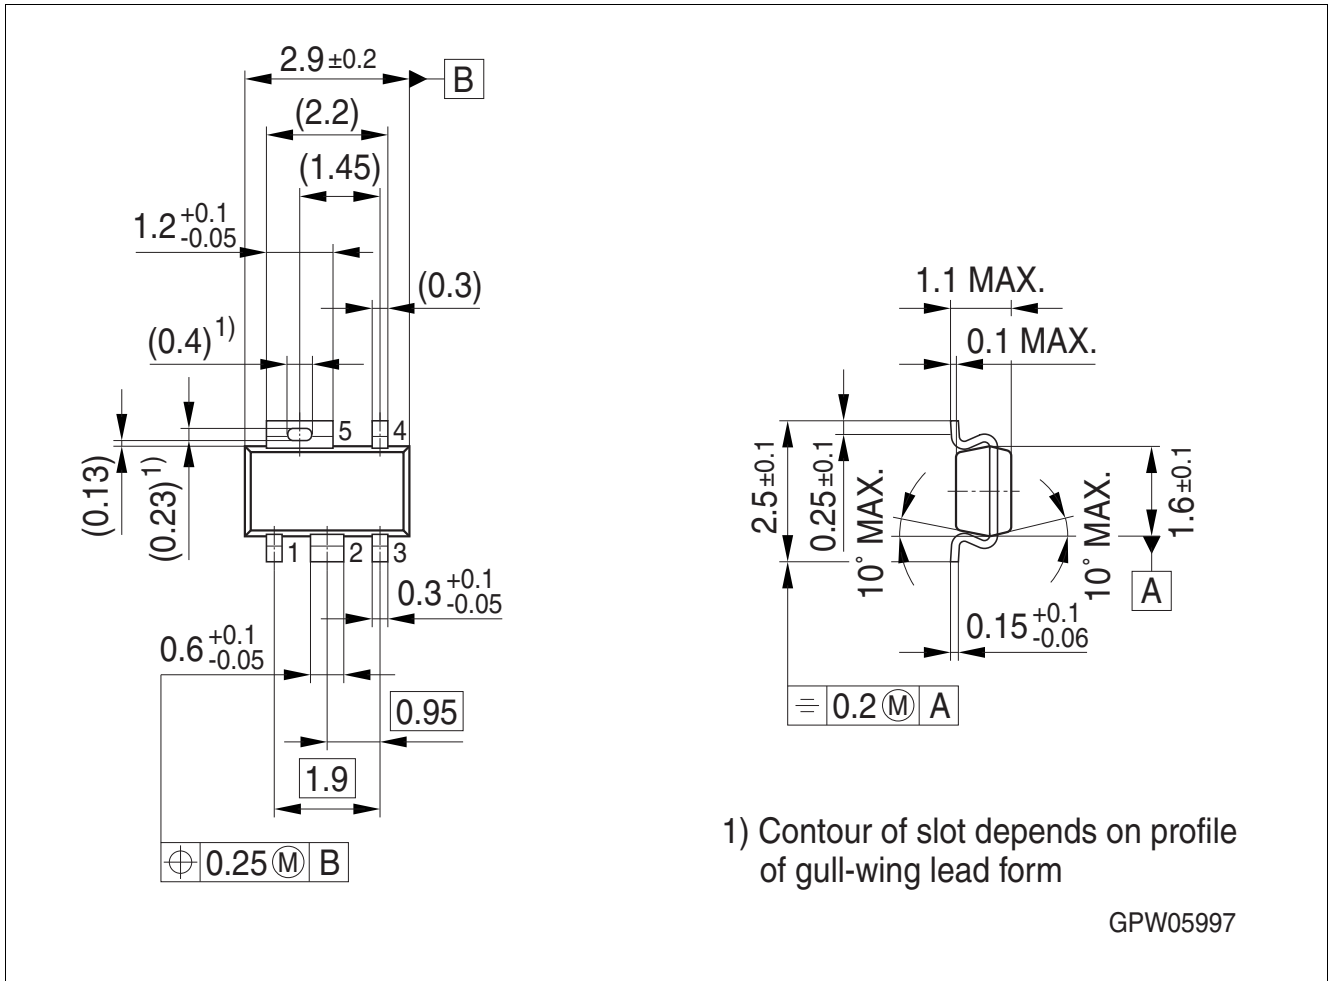 2.9 ±0.2
B
(2.2)
(1.45)
1.2 +0.1
-0.05
(0.3)
(0.4) 1)
5
4
(0.13)
(0.23) 1)
1
2
3
0.3 +0.1
-0.05
0.6 +0.1
-0.05
0.95
1.9
⌖ 0.25 Ⓜ B
1.1 MAX.
0.1 MAX.
2.5 ±0.1
0.25 ±0.1
10° MAX.
10° MAX.
1.6 ±0.1
A
0.15 +0.1
-0.06
⌯ 0.2 Ⓜ A
1) Contour of slot depends on profile
of gull-wing lead form
GPW05997